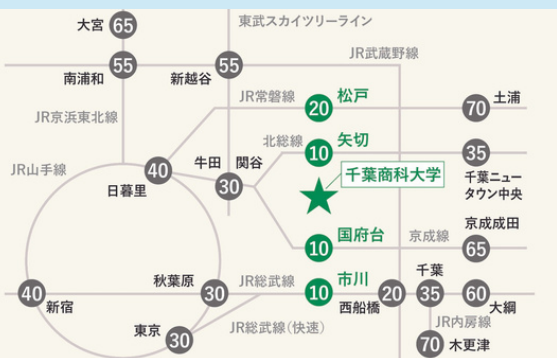 大宮
65
東武スカイツリーライン
JR武蔵野線
55
南浦和
55
新越谷
JR常磐線
松戸
20
土浦
70
JR京浜東北線
北総線
矢切
10
35
千葉ニュー
タウン中央
JR山手線
40
日暮里
牛田
関谷
30
千葉商科大学
国府台
10
京成線
京成成田
65
秋葉原
30
JR総武線
市川
10
西船橋
20
千葉
35
60
大網
40
新宿
東京
30
JR総武線(快速)
JR内房線
70
木更津